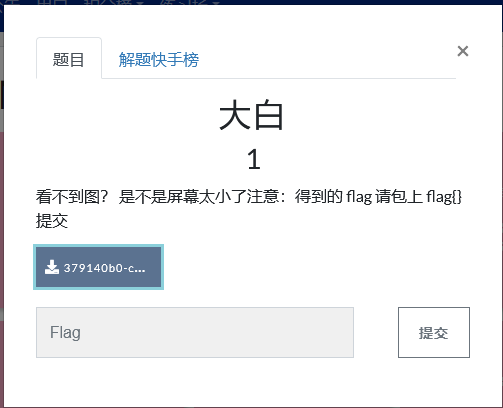 题目 解题快手榜 ×
大白
1
看不到图？ 是不是屏幕太小了注意：得到的 flag 请包上 flag{}
提交
379140b0-c...
Flag 提交